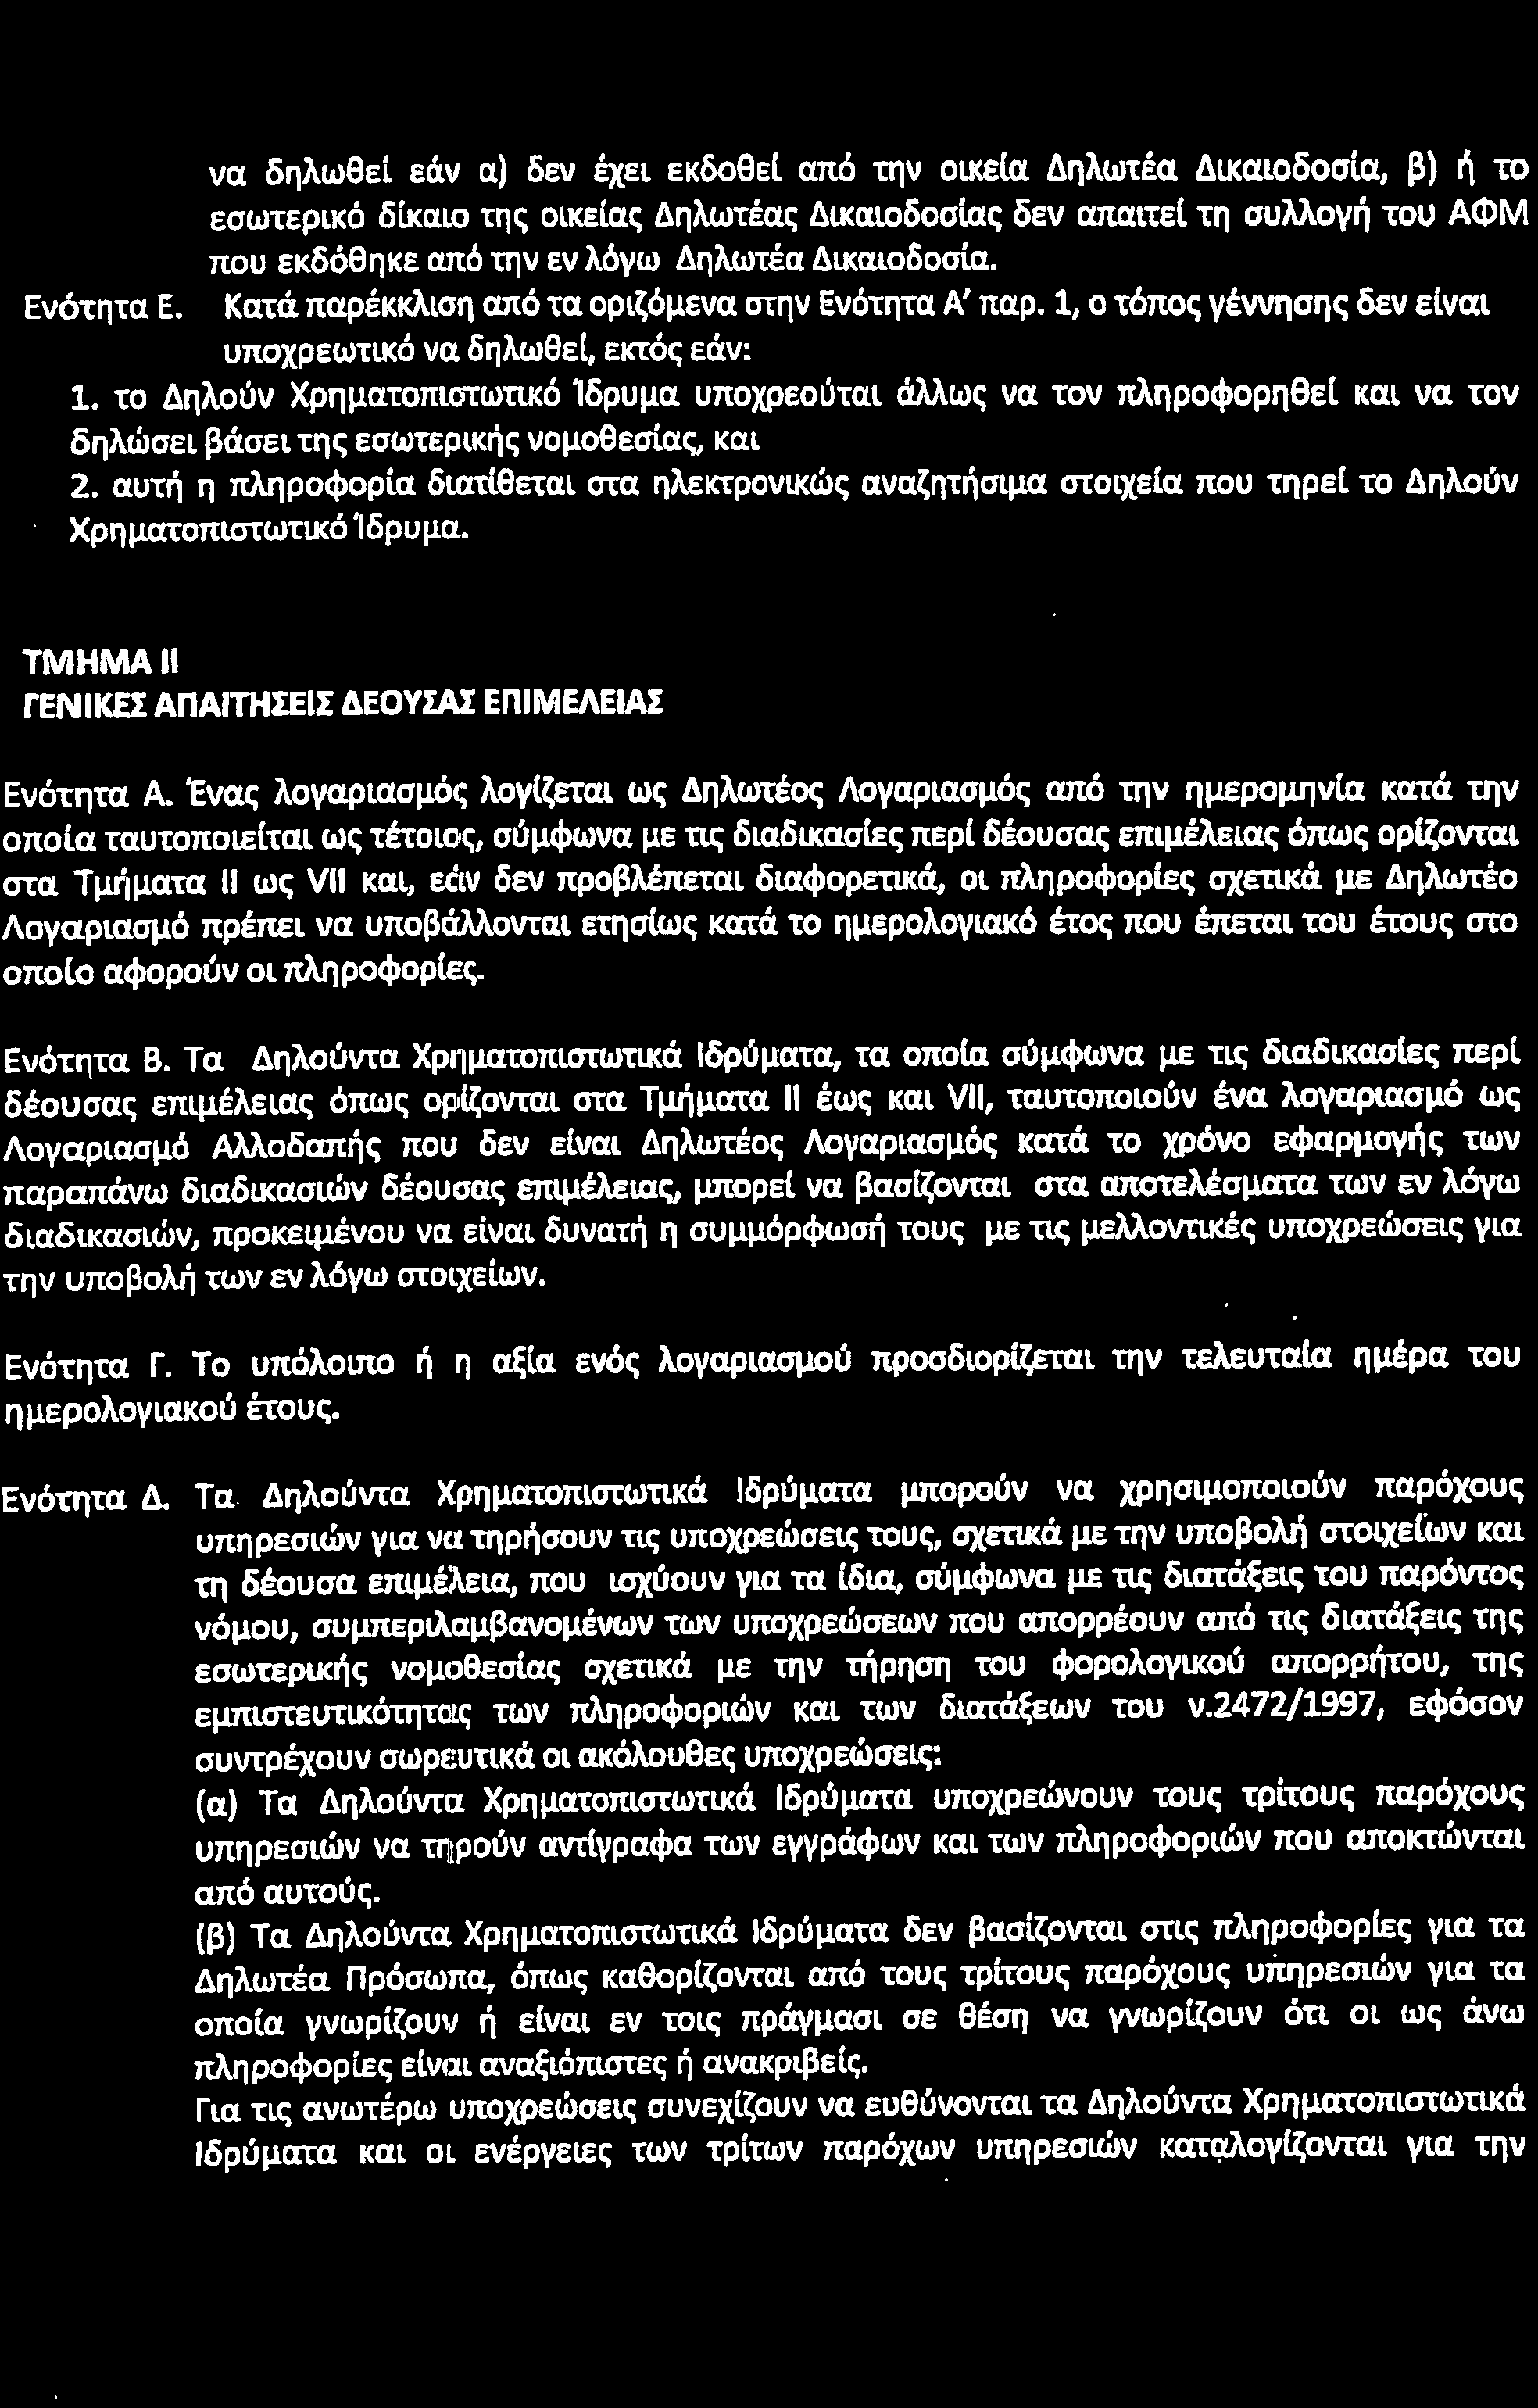 να δηλωθεί εάν α) δεν έχει εκδοθεί από την οικεία Δηλωτέα Δικαιοδοσία, β) ή το
εσωτερικό δίκαιο της οικείας Δηλωτέας Δικαιοδοσίας δεν απαιτεί τη συλλογή του ΑΦΜ
που εκδόθηκε από την εν λόγω Δηλωτέα Δικαιοδοσία.
Ενότητα Ε. Κατά παρέκκλιση από τα οριζόμενα στην Ενότητα Α' παρ. 1, ο τόπος γέννησης δεν είναι
υποχρεωτικό να δηλωθεί, εκτός εάν:
1. το Δηλούν Χρηματοπιστωτικό Ίδρυμα υποχρεούται άλλως να τον πληροφορηθεί και να τον
δηλώσει βάσει της εσωτερικής νομοθεσίας, και
2. αυτή η πληροφορία διατίθεται στα ηλεκτρονικώς αναζητήσιμα στοιχεία που τηρεί το Δηλούν
Χρηματοπιστωτικό Ίδρυμα.
ΤΜΗΜΑ ΙΙ
ΓΕΝΙΚΕΣ ΑΠΑΙΤΗΣΕΙΣ ΔΕΟΥΣΑΣ ΕΠΙΜΕΛΕΙΑΣ
Ενότητα Α. Ένας λογαριασμός λογίζεται ως Δηλωτέος Λογαριασμός από την ημερομηνία κατά την
οποία ταυτοποιείται ως τέτοιος, σύμφωνα με τις διαδικασίες περί δέουσας επιμέλειας όπως ορίζονται
στα Τμήματα ΙΙ ως VII και, εάν δεν προβλέπεται διαφορετικά, οι πληροφορίες σχετικά με Δηλωτέο
Λογαριασμό πρέπει να υποβάλλονται ετησίως κατά το ημερολογιακό έτος που έπεται του έτους στο
οποίο αφορούν οι πληροφορίες.
Ενότητα Β. Τα Δηλούντα Χρηματοπιστωτικά Ιδρύματα, τα οποία σύμφωνα με τις διαδικασίες περί
δέουσας επιμέλειας όπως ορίζονται στα Τμήματα ΙΙ έως και VII, ταυτοποιούν ένα λογαριασμό ως
Λογαριασμό Αλλοδαπής που δεν είναι Δηλωτέος Λογαριασμός κατά το χρόνο εφαρμογής των
παραπάνω διαδικασιών δέουσας επιμέλειας, μπορεί να βασίζονται στα αποτελέσματα των εν λόγω
διαδικασιών, προκειμένου να είναι δυνατή η συμμόρφωσή τους με τις μελλοντικές υποχρεώσεις για
την υποβολή των εν λόγω στοιχείων.
Ενότητα Γ. Το υπόλοιπο ή η αξία ενός λογαριασμού προσδιορίζεται την τελευταία ημέρα του
ημερολογιακού έτους.
Ενότητα Δ. Τα Δηλούντα Χρηματοπιστωτικά Ιδρύματα μπορούν να χρησιμοποιούν παρόχους
υπηρεσιών για να τηρήσουν τις υποχρεώσεις τους, σχετικά με την υποβολή στοιχείων και
τη δέουσα επιμέλεια, που ισχύουν για τα ίδια, σύμφωνα με τις διατάξεις του παρόντος
νόμου, συμπεριλαμβανομένων των υποχρεώσεων που απορρέουν από τις διατάξεις της
εσωτερικής νομοθεσίας σχετικά με την τήρηση του φορολογικού απορρήτου, της
εμπιστευτικότητας των πληροφοριών και των διατάξεων του ν.2472/1997, εφόσον
συντρέχουν σωρευτικά οι ακόλουθες υποχρεώσεις:
(α) Τα Δηλούντα Χρηματοπιστωτικά Ιδρύματα υποχρεώνουν τους τρίτους παρόχους
υπηρεσιών να τηρούν αντίγραφα των εγγράφων και των πληροφοριών που αποκτώνται
από αυτούς.
(β) Τα Δηλούντα Χρηματοπιστωτικά Ιδρύματα δεν βασίζονται στις πληροφορίες για τα
Δηλωτέα Πρόσωπα, όπως καθορίζονται από τους τρίτους παρόχους υπηρεσιών για τα
οποία γνωρίζουν ή είναι εν τοις πράγμασι σε θέση να γνωρίζουν ότι οι ως άνω
πληροφορίες είναι αναξιόπιστες ή ανακριβείς.
Για τις ανωτέρω υποχρεώσεις συνεχίζουν να ευθύνονται τα Δηλούντα Χρηματοπιστωτικά
Ιδρύματα και οι ενέργειες των τρίτων παρόχων υπηρεσιών καταλογίζονται για την